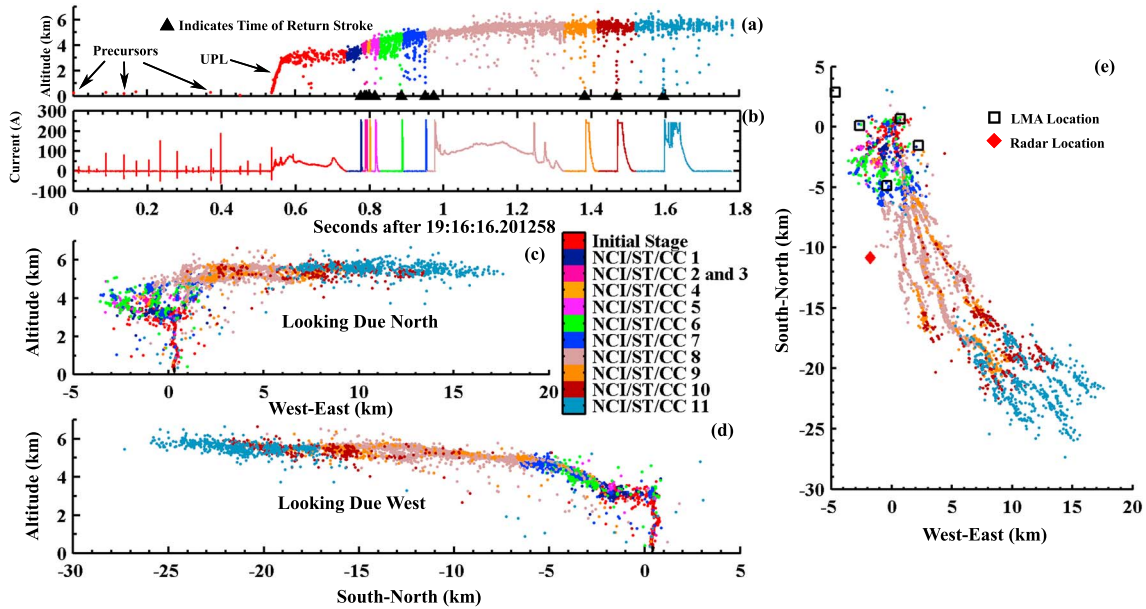 ▲ Indicates Time of Return Stroke
(a)
Precursors
UPL
Altitude (km)
6
4
2
0
(b)
Current (A)
300
200
100
0
-100
0
0.2
0.4
0.6
0.8
1
1.2
1.4
1.6
1.8
Seconds after 19:16:16.201258
(c)
Altitude (km)
6
4
2
0
Looking Due North
-5
0
5
10
15
20
West-East (km)
Initial Stage
NCI/ST/CC 1
NCI/ST/CC 2 and 3
NCI/ST/CC 4
NCI/ST/CC 5
NCI/ST/CC 6
NCI/ST/CC 7
NCI/ST/CC 8
NCI/ST/CC 9
NCI/ST/CC 10
NCI/ST/CC 11
(d)
Altitude (km)
6
4
2
0
Looking Due West
-30
-25
-20
-15
-10
-5
0
5
South-North (km)
(e)
LMA Location
Radar Location
South-North (km)
5
0
-5
-10
-15
-20
-25
-30
-5
0
5
10
15
20
West-East (km)